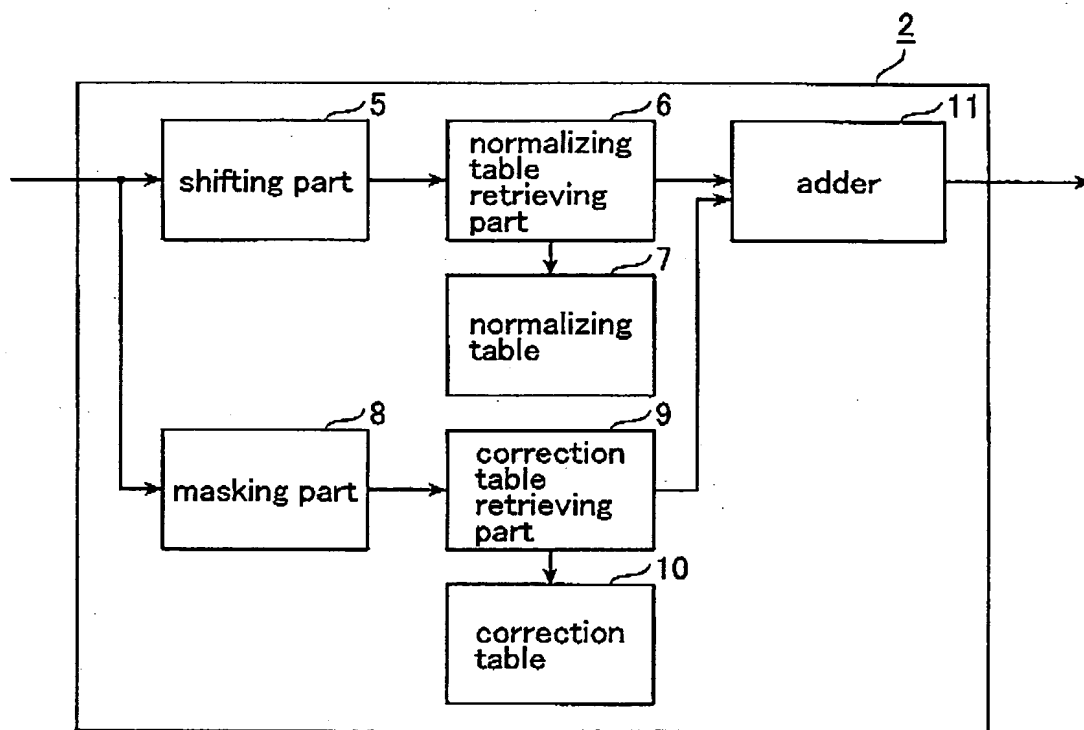 2
5
shifting part
6
normalizing
table
retrieving
part
11
adder
7
normalizing
table
8
masking part
9
correction
table
retrieving
part
10
correction
table